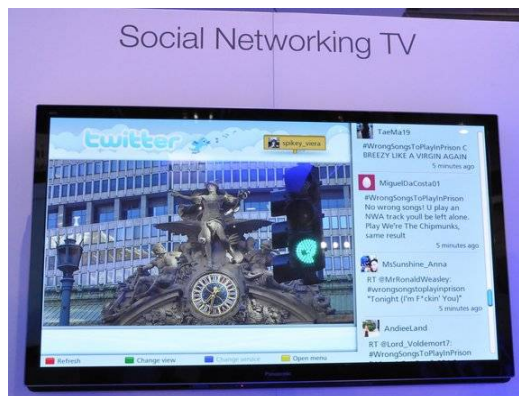 Social Networking TV
twitter
spikey_viera
TaeMa19
#WrongSongsToPlayinPrison C
BREEZY LIKE A VIRGIN AGAIN
5 minutes ago
MiguelDaCosta01
#WrongSongsToPlayInPrison
No wrong songs! U play an
NWA track youll be left alone.
Play We're The Chipmunks,
same result
5 minutes ago
MsSunshine_Anna
RT @MrRonaldWeasley:
#wrongsongstoplayinprison
"Tonight (I'm F*ckin' You)"
5 minutes ago
AndieeLand
RT @Lord_Voldemort7:
#WrongSongsToPlayInPrison
Refresh
Change view
Change service
Open menu
Panasonic